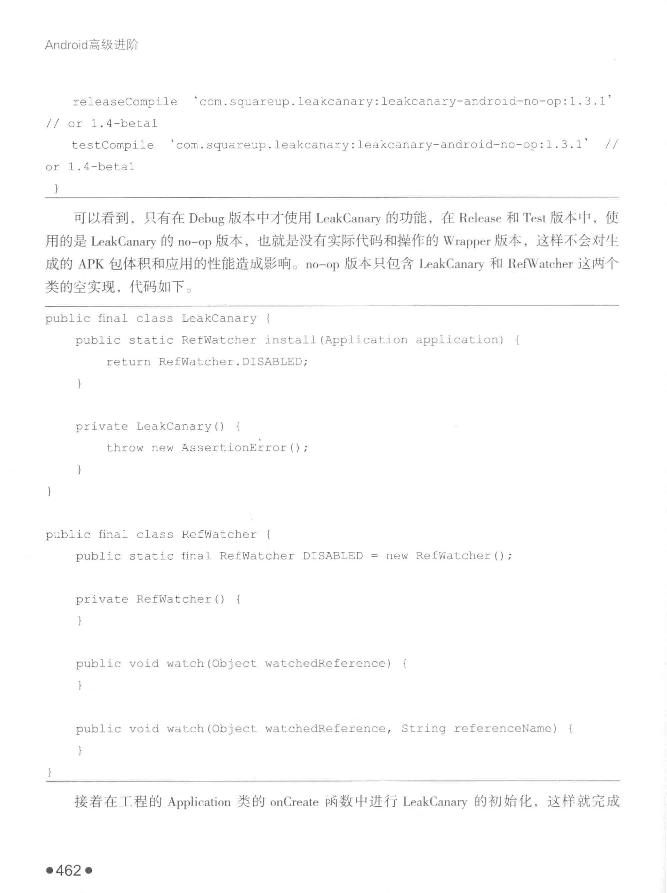 Android高级进阶
releaseCompile 'com.squareup.leakcanary:leakcanary-android-no-op:1.3.1'
// or 1.4-beta1
testCompile 'com.squareup.leakcanary:leakcanary-android-no-op:1.3.1' //
or 1.4-beta1
}
可以看到，只有在 Debug 版本中才使用 LeakCanary 的功能，在 Release 和 Test 版本中，使
用的是 LeakCanary 的 no-op 版本，也就是没有实际代码和操作的 Wrapper 版本，这样不会对生
成的 APK 包体积和应用的性能造成影响。no-op 版本只包含 LeakCanary 和 RefWatcher 这两个
类的空实现，代码如下。
public final class LeakCanary {
public static RefWatcher install(Application application) {
return RefWatcher.DISABLED;
}
private LeakCanary() {
throw new AssertionError();
}
}
public final class RefWatcher {
public static final RefWatcher DISABLED = new RefWatcher();
private RefWatcher() {
}
public void watch(Object watchedReference) {
}
public void watch(Object watchedReference, String referenceName) {
}
}
接着在工程的 Application 类的 onCreate 函数中进行 LeakCanary 的初始化，这样就完成
●462●